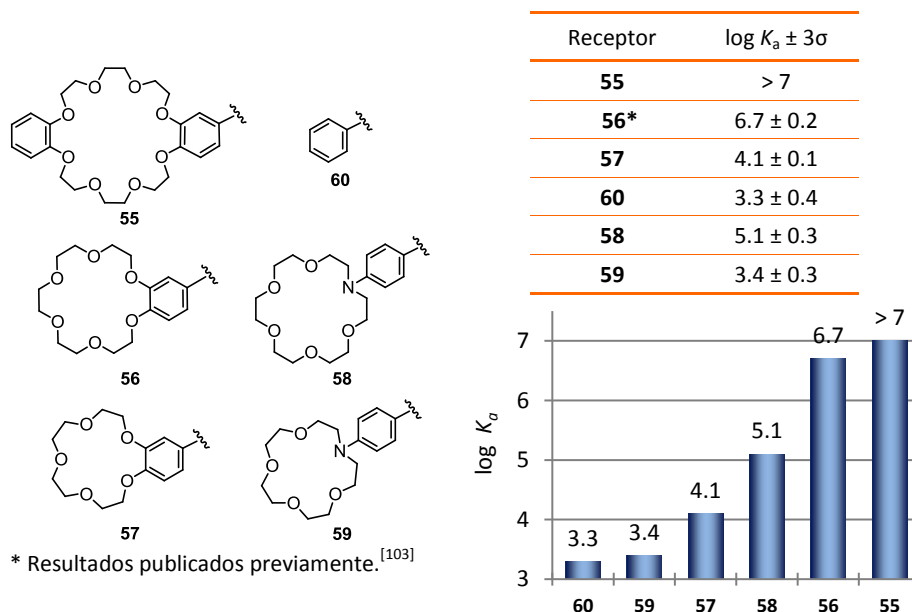 O O
O O O
O O O
O O
55
60
O O
O O
O O
56
O
N
O O
O O
58
O
O O
O O
57
O
N
O O
O
59
* Resultados publicados previamente.[103]
Receptor log Ka ± 3σ
55 > 7
56* 6.7 ± 0.2
57 4.1 ± 0.1
60 3.3 ± 0.4
58 5.1 ± 0.3
59 3.4 ± 0.3
log Ka
7
6
5
4
3
3.3
3.4
4.1
5.1
6.7
> 7
60 59 57 58 56 55